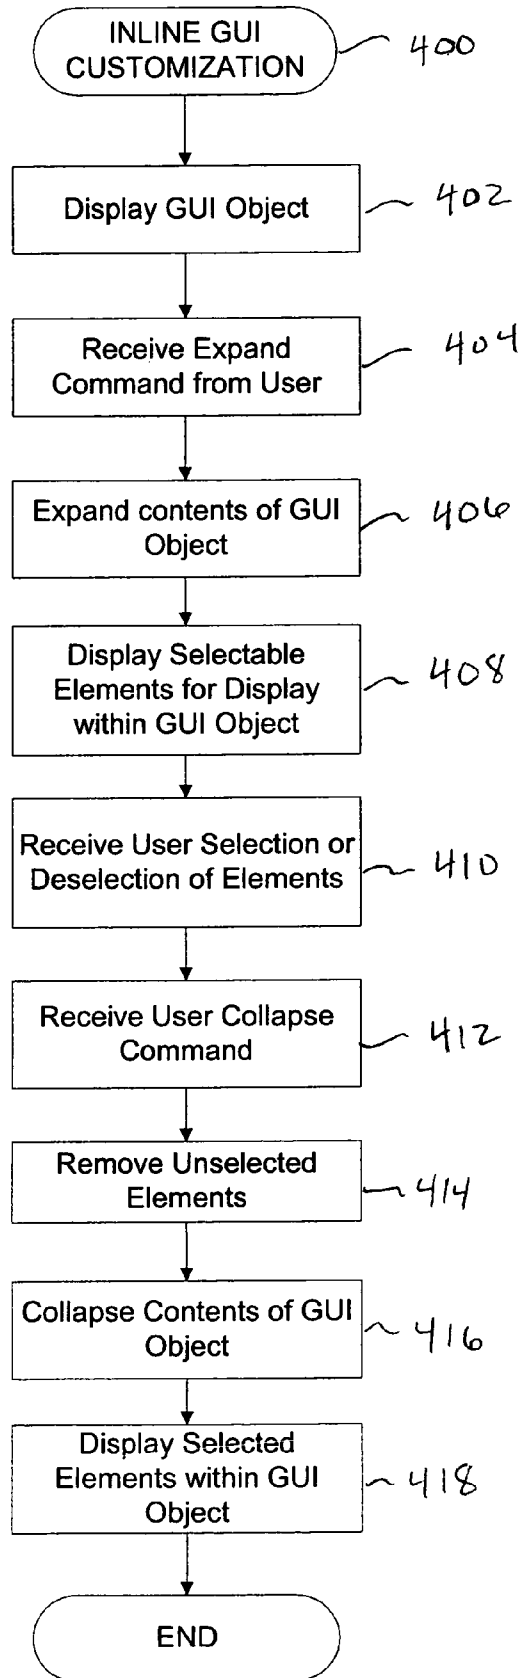 INLINE GUI
CUSTOMIZATION
400
Display GUI Object
402
Receive Expand
Command from User
404
Expand contents of GUI
Object
406
Display Selectable
Elements for Display
within GUI Object
408
Receive User Selection or
Deselection of Elements
410
Receive User Collapse
Command
412
Remove Unselected
Elements
414
Collapse Contents of GUI
Object
416
Display Selected
Elements within GUI
Object
418
END